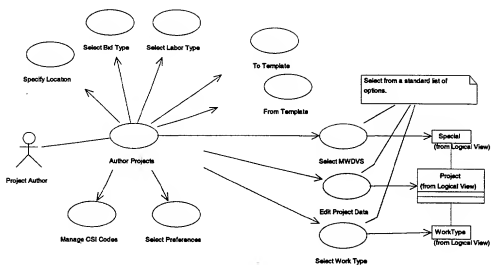 Select Bid Type
Select Labor Type
Specify Location
To Template
Select from a standard list of
options.
From Template
Project Author
Author Projects
Select MWDVS
Special
(from Logical View)
Project
(from Logical View)
Edit Project Data
Manage CSI Codes
Select Preferences
WorkType
(from Logical View)
Select Work Type